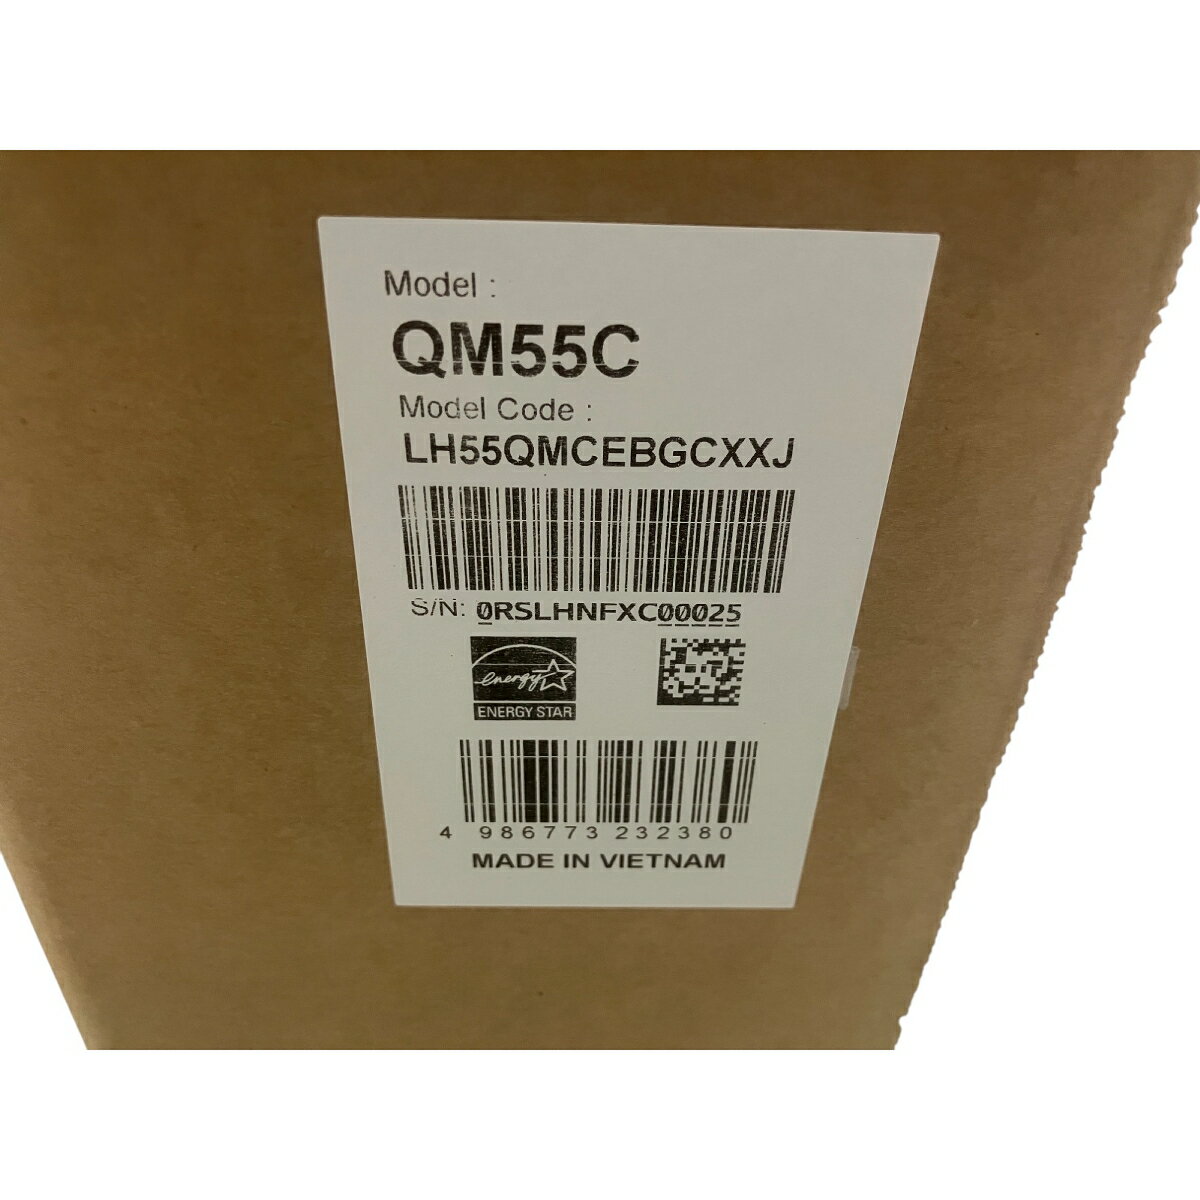 Model :
QM55C
Model Code :
LH55QMCEBGCXXJ
S/N: 0RSLHNFXC00025
energy
ENERGY STAR
4 986773 232380
MADE IN VIETNAM